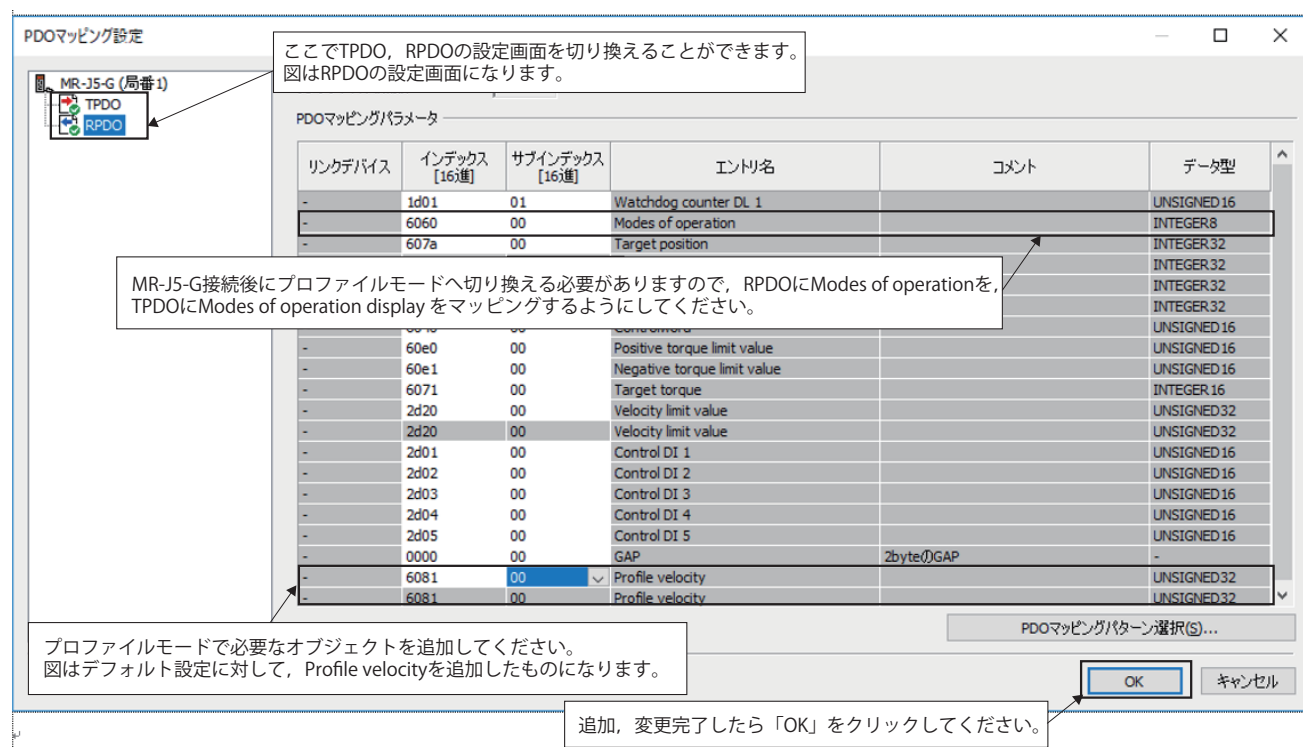 PDOマッピング設定
ここでTPDO，RPDOの設定画面を切り換えることができます。
図はRPDOの設定画面になります。
MR-J5-G (局番1)
TPDO
RPDO
PDOマッピングパラメータ
リンクデバイス インデックス [16進] サブインデックス [16進] エントリ名 コメント データ型
- 1d01 01 Watchdog counter DL 1 UNSIGNED16
- 6060 00 Modes of operation INTEGER8
- 607a 00 Target position INTEGER32
INTEGER32
MR-J5-G接続後にプロファイルモードへ切り換える必要がありますので，RPDOにModes of operationを，
TPDOにModes of operation display をマッピングするようにしてください。
INTEGER32
INTEGER32
UNSIGNED16
- 60e0 00 Positive torque limit value UNSIGNED16
- 60e1 00 Negative torque limit value UNSIGNED16
- 6071 00 Target torque INTEGER16
- 2d20 00 Velocity limit value UNSIGNED32
- 2d20 00 Velocity limit value UNSIGNED32
- 2d01 00 Control DI 1 UNSIGNED16
- 2d02 00 Control DI 2 UNSIGNED16
- 2d03 00 Control DI 3 UNSIGNED16
- 2d04 00 Control DI 4 UNSIGNED16
- 2d05 00 Control DI 5 UNSIGNED16
- 0000 00 GAP 2byteのGAP -
- 6081 00 Profile velocity UNSIGNED32
- 6081 00 Profile velocity UNSIGNED32
PDOマッピングパターン選択(S)...
プロファイルモードで必要なオブジェクトを追加してください。
図はデフォルト設定に対して，Profile velocityを追加したものになります。
OK キャンセル
追加，変更完了したら「OK」をクリックしてください。